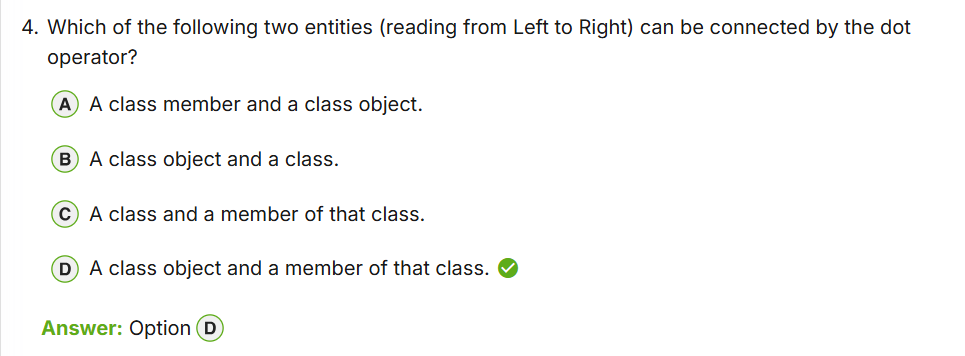 4. Which of the following two entities (reading from Left to Right) can be connected by the dot
operator?
A A class member and a class object.
B A class object and a class.
C A class and a member of that class.
D A class object and a member of that class.
Answer: Option D